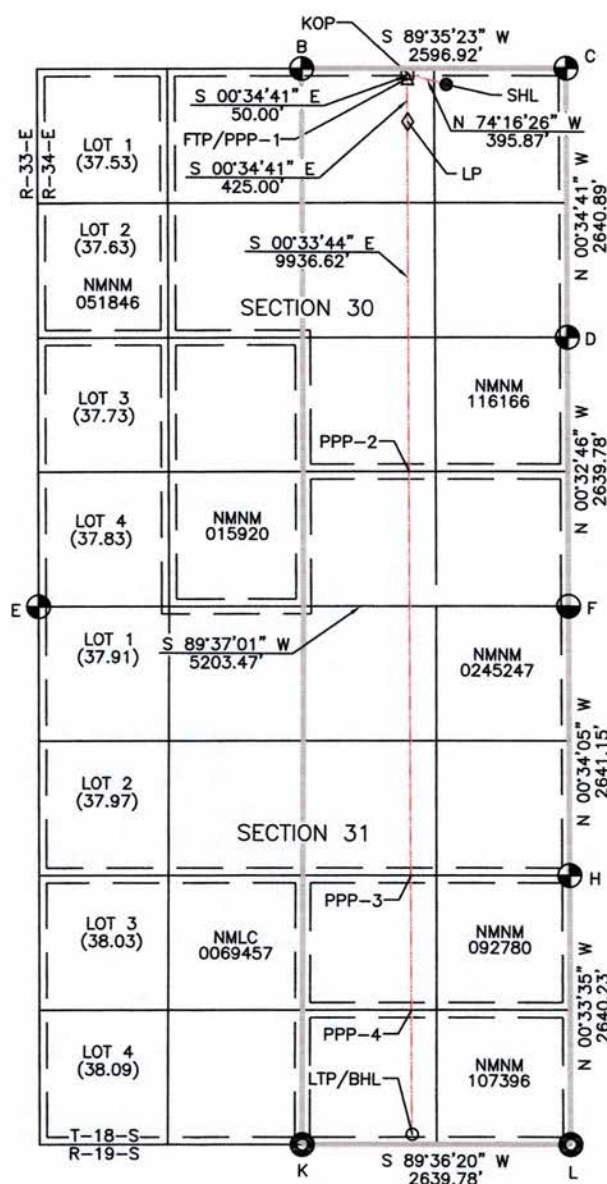 S 89°35'23" W
2596.92'
KOP
B
C
S 00°34'41" E
50.00'
SHL
FTP/PPP-1
N 74°16'26" W
395.87'
S 00°34'41" E
425.00'
LP
R-33-E
R-34-E
LOT 1
(37.53)
N 00°34'41" W
2640.89'
LOT 2
(37.63)
NMNM
051846
S 00°33'44" E
9936.62'
SECTION 30
D
LOT 3
(37.73)
NMNM
116166
N 00°32'46" W
2639.78'
PPP-2
LOT 4
(37.83)
NMNM
015920
E
F
LOT 1
(37.91)
S 89°37'01" W
5203.47'
NMNM
0245247
N 00°34'05" W
2641.15'
LOT 2
(37.97)
SECTION 31
H
PPP-3
LOT 3
(38.03)
NMLC
0069457
NMNM
092780
N 00°33'35" W
2640.23'
PPP-4
LOT 4
(38.09)
LTP/BHL
NMNM
107396
T-18-S
R-19-S
K
S 89°36'20" W
2639.78'
L